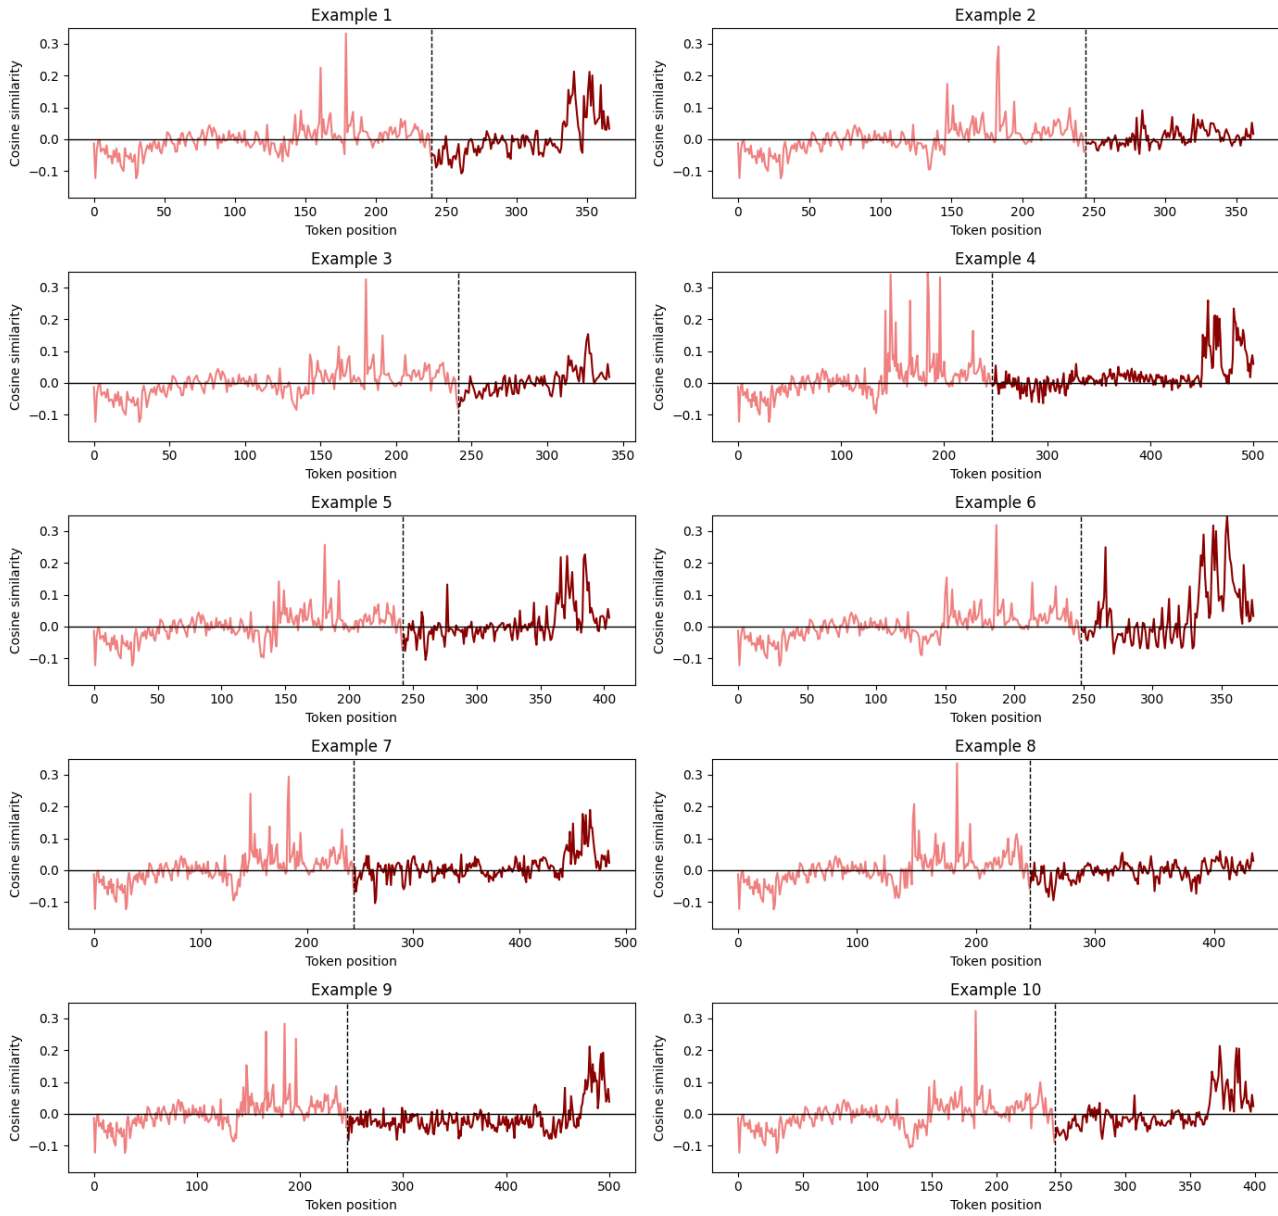 Example 1
Cosine similarity
0.3
0.2
0.1
0.0
−0.1
0 50 100 150 200 250 300 350
Token position
Example 2
Cosine similarity
0.3
0.2
0.1
0.0
−0.1
0 50 100 150 200 250 300 350
Token position
Example 3
Cosine similarity
0.3
0.2
0.1
0.0
−0.1
0 50 100 150 200 250 300 350
Token position
Example 4
Cosine similarity
0.3
0.2
0.1
0.0
−0.1
0 100 200 300 400 500
Token position
Example 5
Cosine similarity
0.3
0.2
0.1
0.0
−0.1
0 50 100 150 200 250 300 350 400
Token position
Example 6
Cosine similarity
0.3
0.2
0.1
0.0
−0.1
0 50 100 150 200 250 300 350
Token position
Example 7
Cosine similarity
0.3
0.2
0.1
0.0
−0.1
0 100 200 300 400 500
Token position
Example 8
Cosine similarity
0.3
0.2
0.1
0.0
−0.1
0 100 200 300 400
Token position
Example 9
Cosine similarity
0.3
0.2
0.1
0.0
−0.1
0 100 200 300 400 500
Token position
Example 10
Cosine similarity
0.3
0.2
0.1
0.0
−0.1
0 50 100 150 200 250 300 350 400
Token position